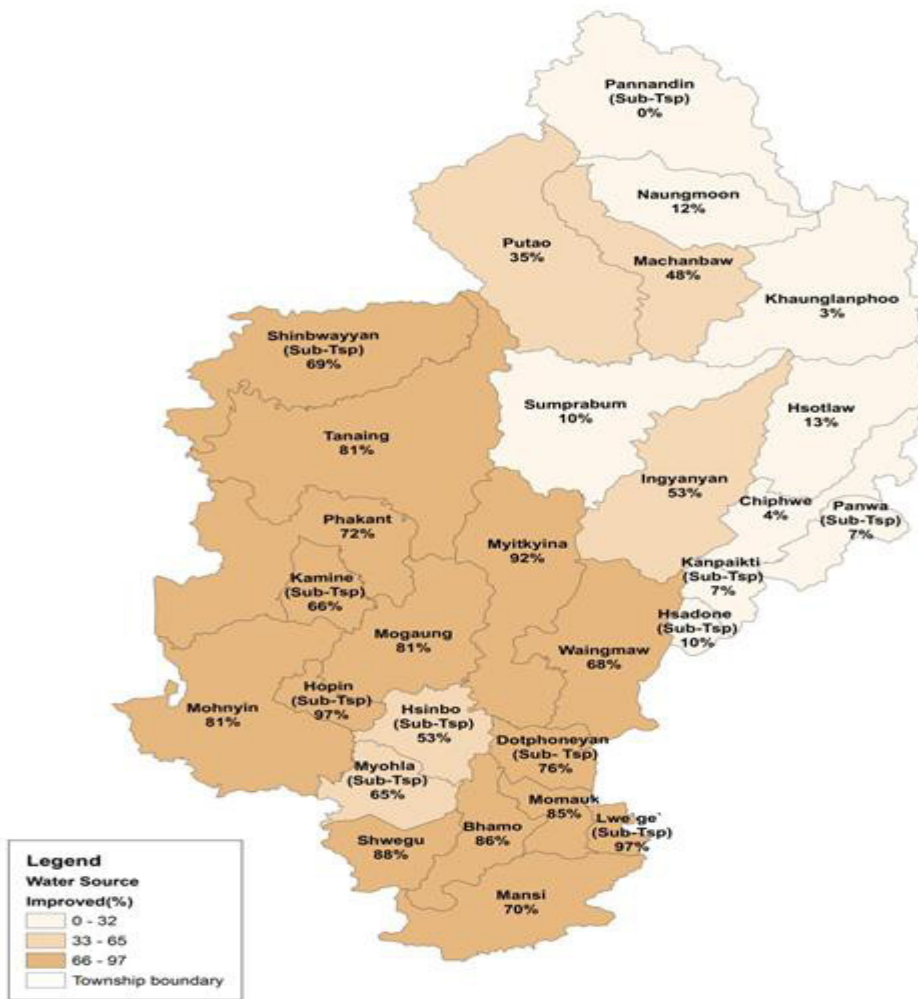 Pannandin
(Sub-Tsp)
0%
Naungmoon
12%
Putao
35%
Machanbaw
48%
Khaunglanphoo
3%
Shinbwayyan
(Sub-Tsp)
69%
Sumprabum
10%
Hsotlaw
13%
Tanaing
81%
Ingyanyan
53%
Chiphwe
4%
Panwa
(Sub-Tsp)
7%
Phakant
72%
Myitkyina
92%
Kanpaikti
(Sub-Tsp)
7%
Kamine
(Sub-Tsp)
66%
Hsadone
(Sub-Tsp)
10%
Mogaung
81%
Waingmaw
68%
Hopin
(Sub-Tsp)
97%
Mohnyin
81%
Hsinbo
(Sub-Tsp)
53%
Dotphoneyan
(Sub- Tsp)
76%
Myohla
(Sub-Tsp)
65%
Momauk
85%
Lwe`ge`
(Sub-Tsp)
97%
Bhamo
86%
Shwegu
88%
Mansi
70%
Legend
Water Source
Improved(%)
0 - 32
33 - 65
66 - 97
Township boundary